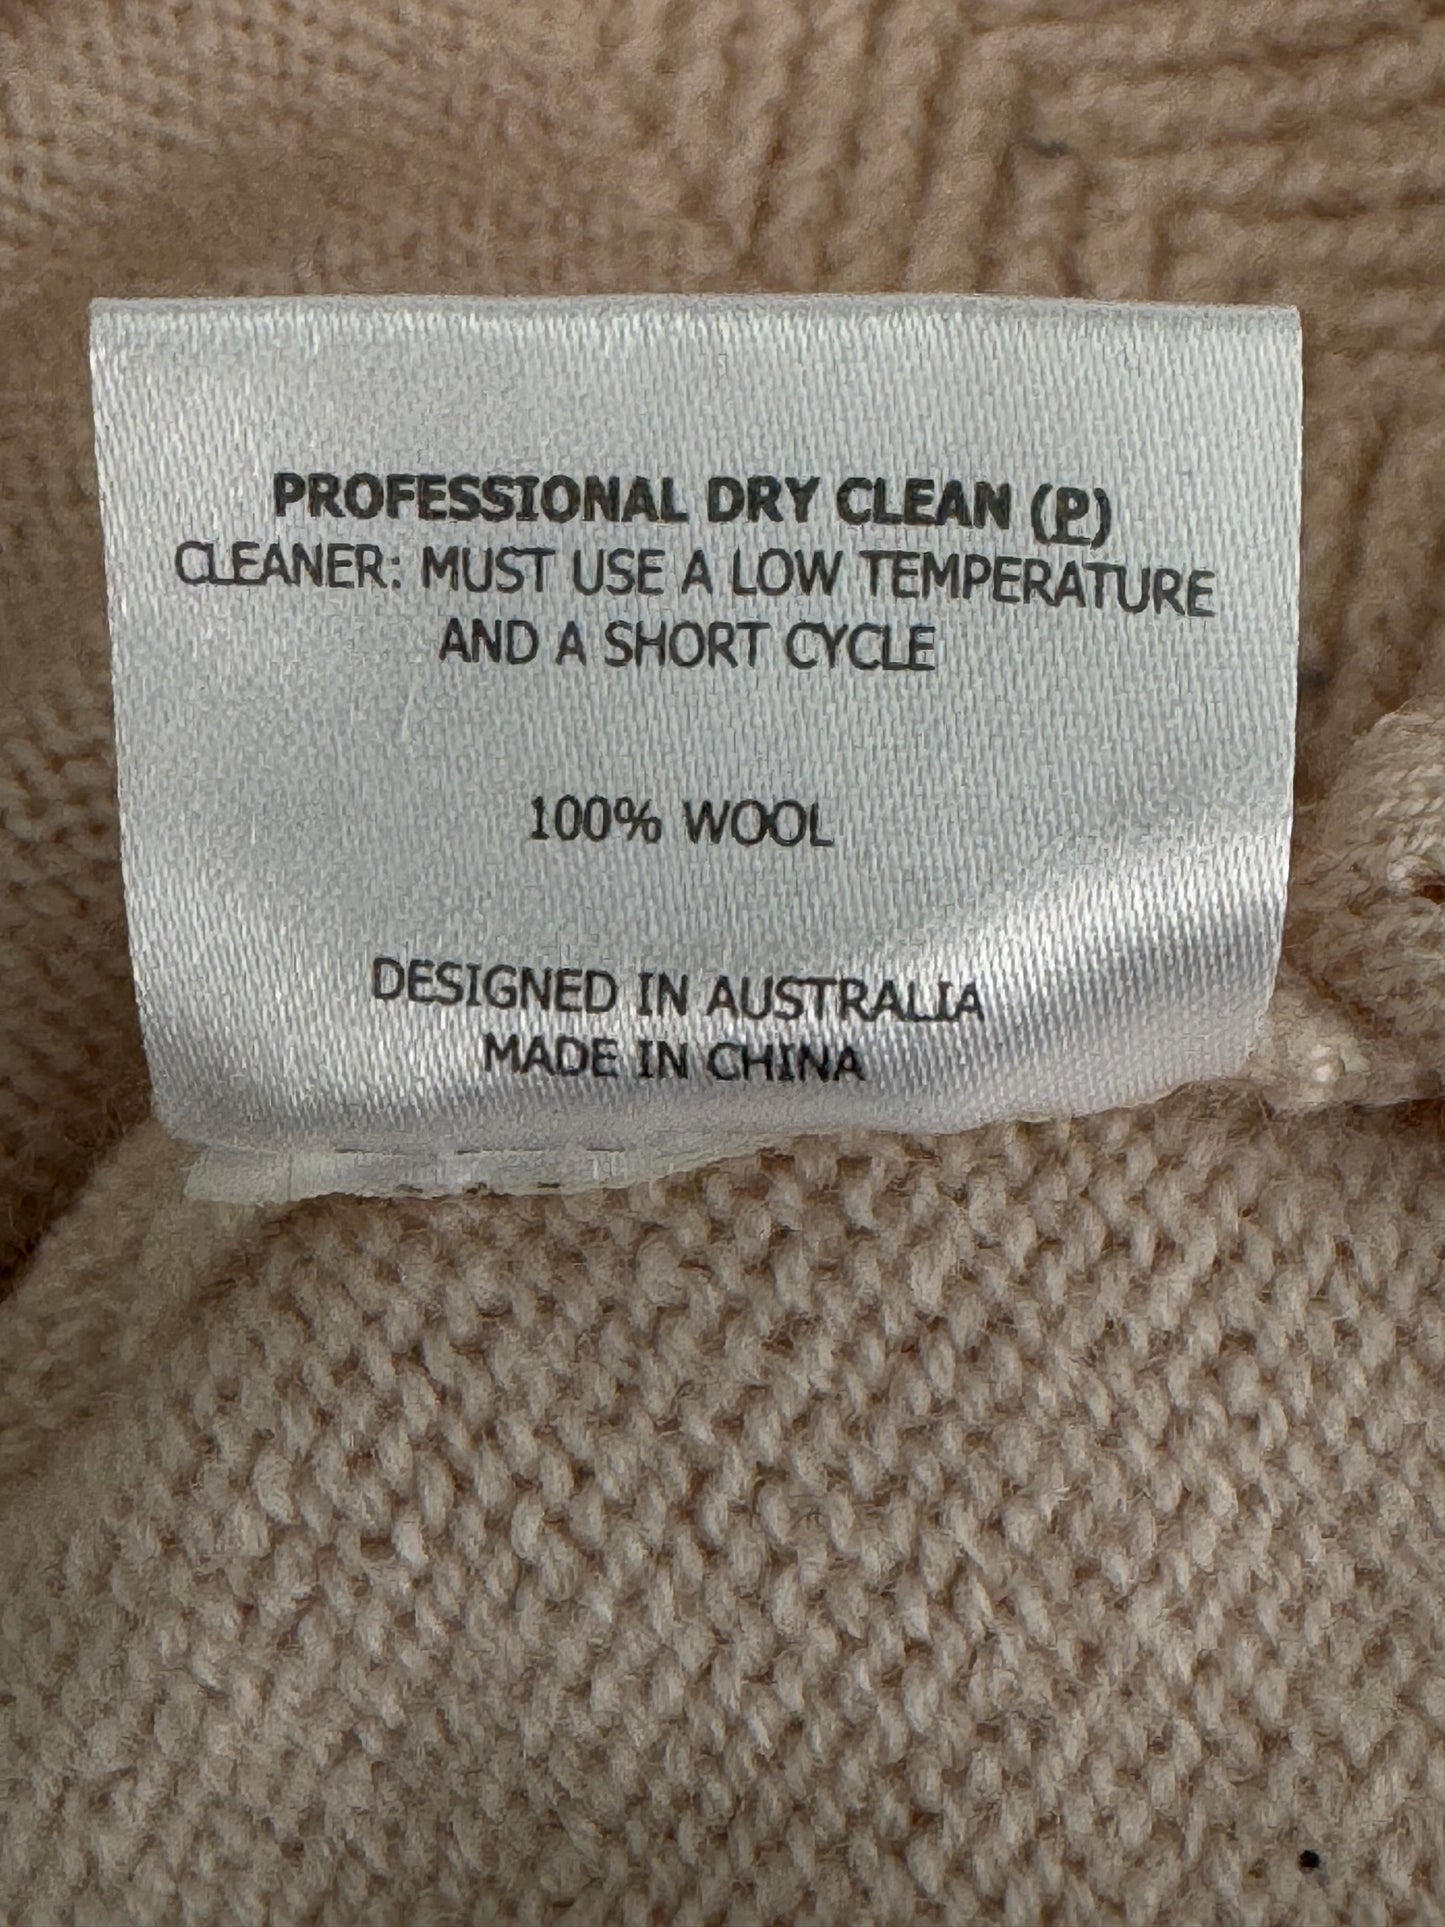 PROFESSIONAL DRY CLEAN (P)
CLEANER: MUST USE A LOW TEMPERATURE
AND A SHORT CYCLE
100% WOOL
DESIGNED IN AUSTRALIA
MADE IN CHINA